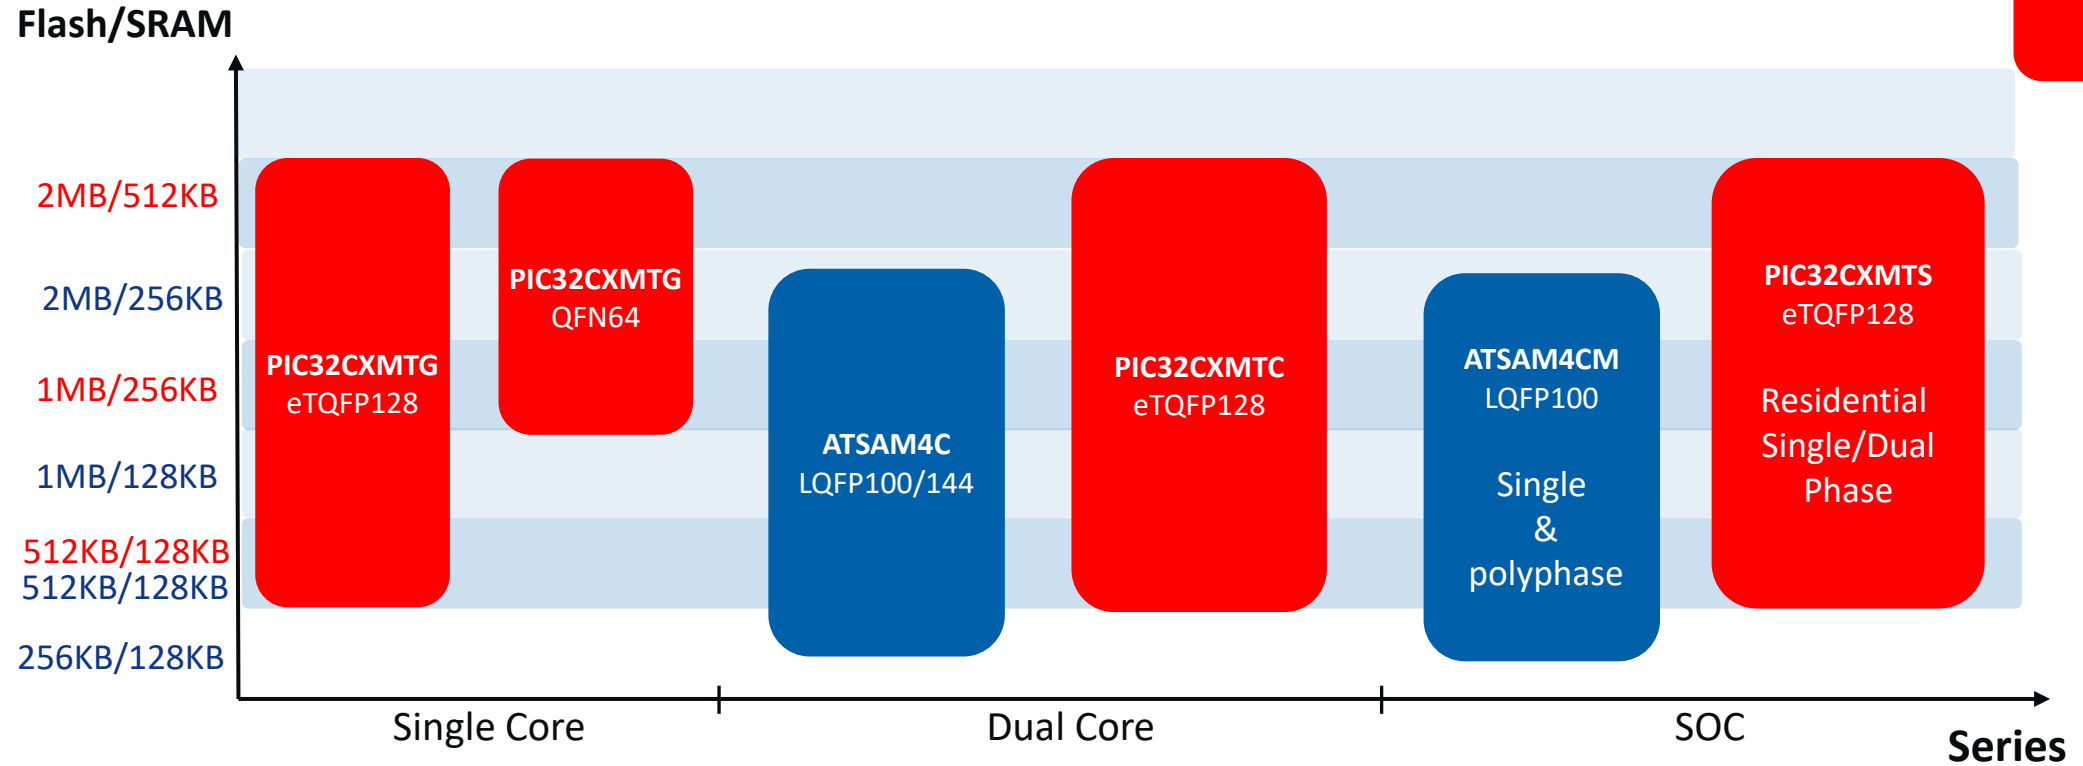 Flash/SRAM
2MB/512KB
2MB/256KB
1MB/256KB
1MB/128KB
512KB/128KB
512KB/128KB
256KB/128KB
PIC32CXMTG
eTQFP128
PIC32CXMTG
QFN64
ATSAM4C
LQFP100/144
PIC32CXMTC
eTQFP128
ATSAM4CM
LQFP100
Single
&
polyphase
PIC32CXMTS
eTQFP128
Residential
Single/Dual
Phase
Single Core
Dual Core
SOC
Series